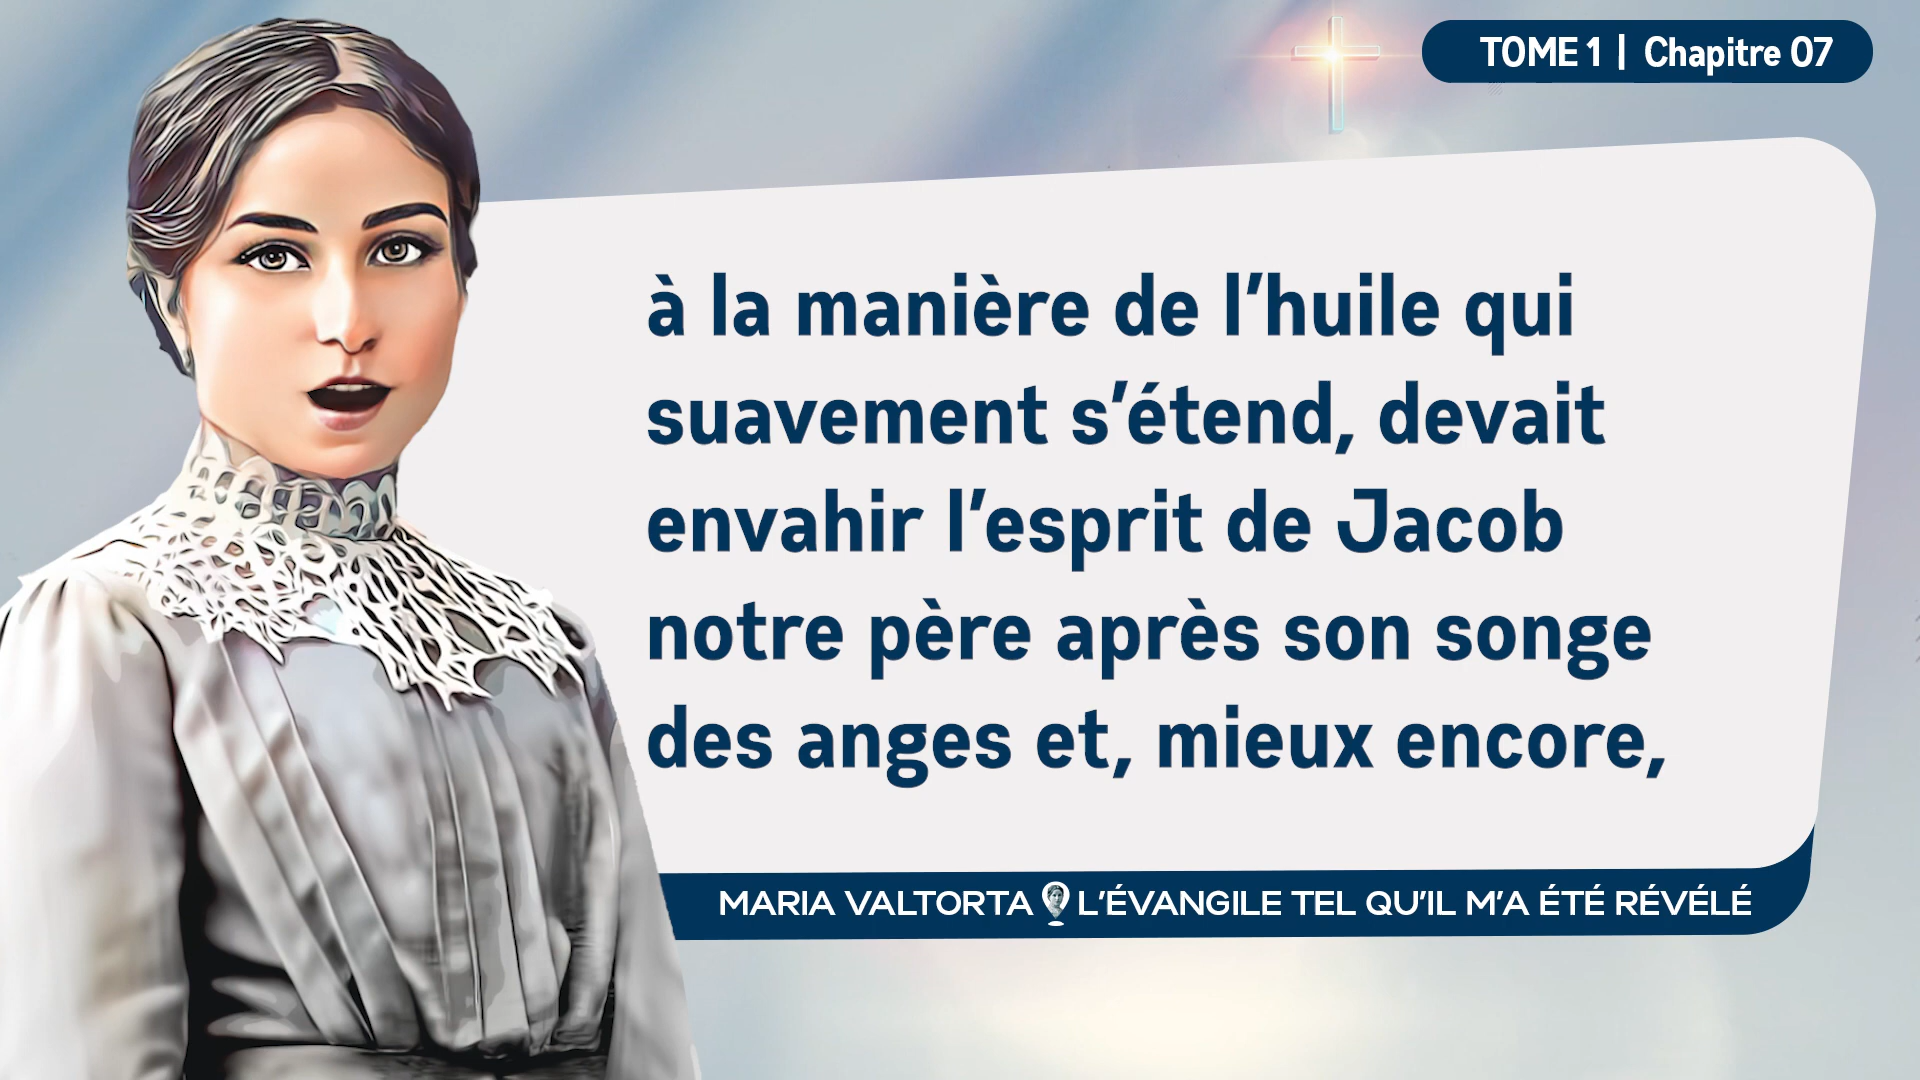 TOME 1 | Chapitre 07
à la manière de l’huile qui
suavement s’étend, devait
envahir l’esprit de Jacob
notre père après son songe
des anges et, mieux encore,
MARIA VALTORTA L’ÉVANGILE TEL QU’IL M’A ÉTÉ RÉVÉLÉ